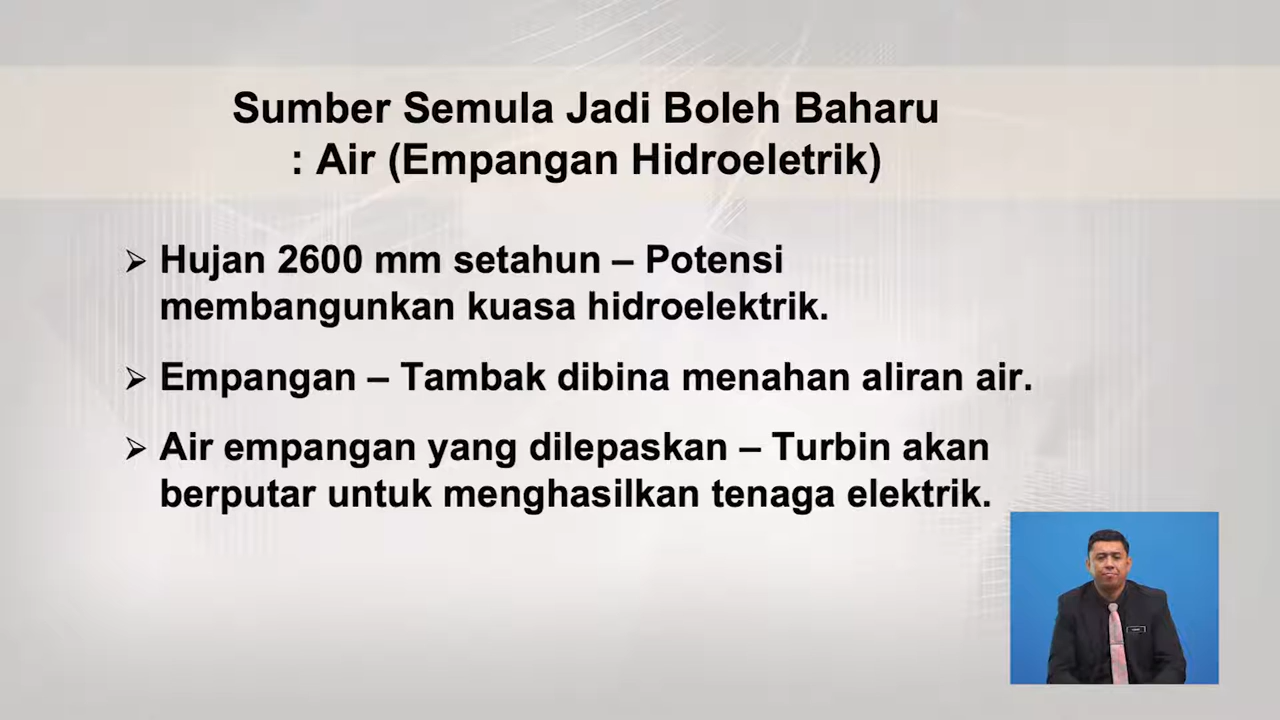 Sumber Semula Jadi Boleh Baharu
: Air (Empangan Hidroeletrik)
➢ Hujan 2600 mm setahun – Potensi
membangunkan kuasa hidroelektrik.
➢ Empangan – Tambak dibina menahan aliran air.
➢ Air empangan yang dilepaskan – Turbin akan
berputar untuk menghasilkan tenaga elektrik.